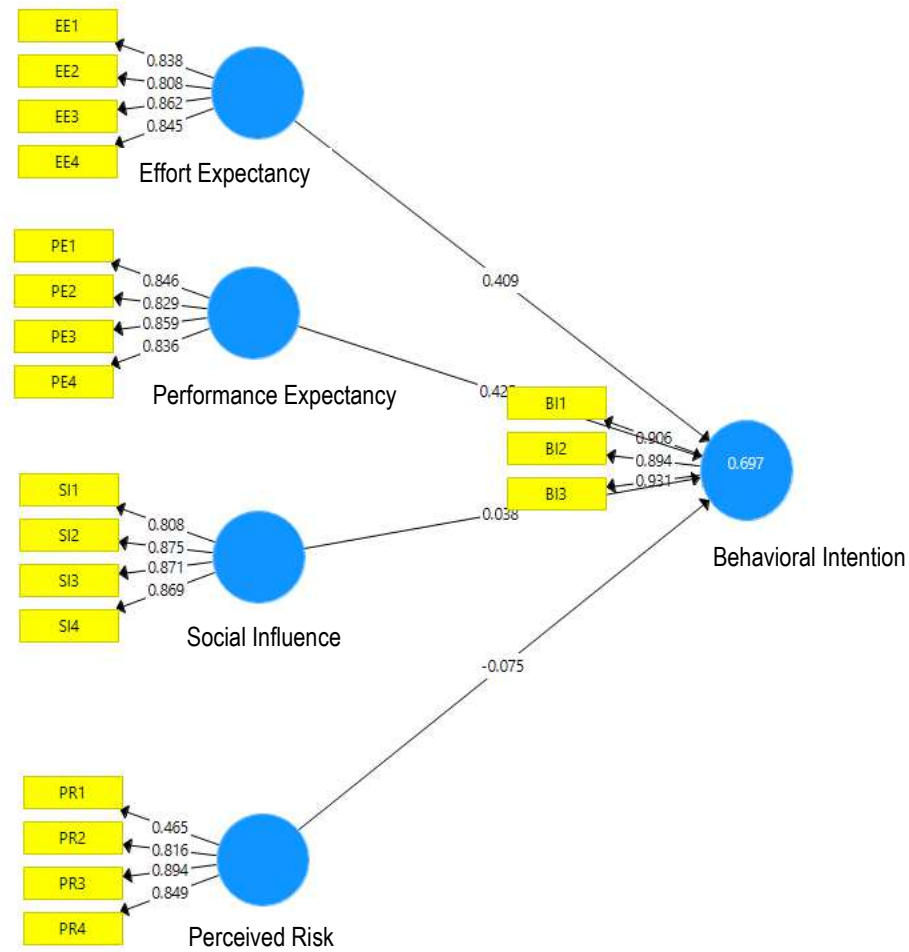 EE1
0.838
EE2
0.808
EE3
0.862
EE4
0.845
Effort Expectancy
PE1
0.846
PE2
0.829
PE3
0.859
PE4
0.836
Performance Expectancy
0.409
BI1
0.906
BI2
0.894
BI3
0.931
0.697
Behavioral Intention
SI1
0.808
SI2
0.875
SI3
0.871
SI4
0.869
Social Influence
0.038
-0.075
PR1
0.465
PR2
0.816
PR3
0.894
PR4
0.849
Perceived Risk